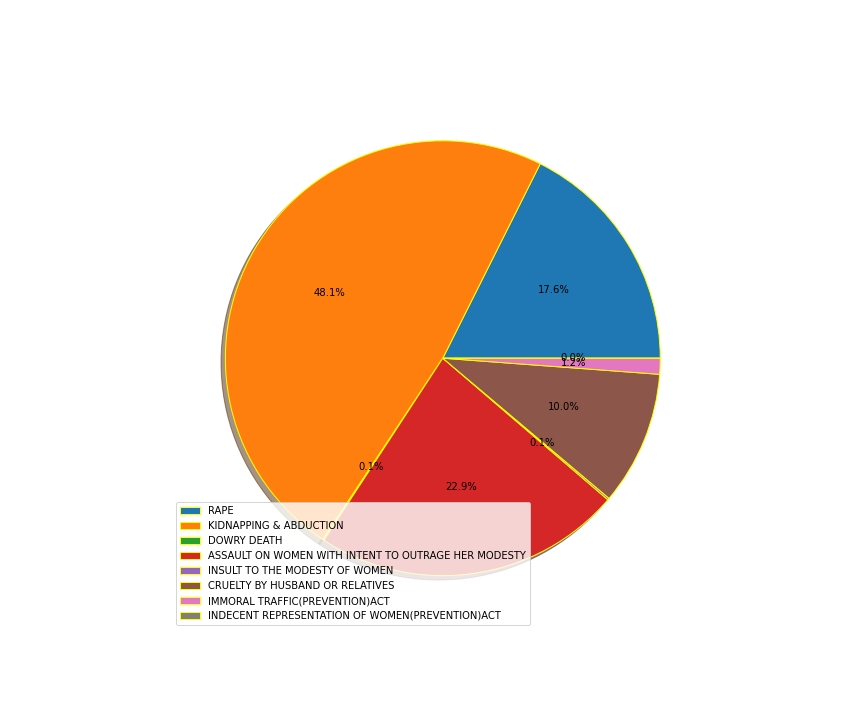 17.6%
48.1%
0.0%
1.2%
10.0%
0.1%
0.1%
22.9%
RAPE
KIDNAPPING & ABDUCTION
DOWRY DEATH
ASSAULT ON WOMEN WITH INTENT TO OUTRAGE HER MODESTY
INSULT TO THE MODESTY OF WOMEN
CRUELTY BY HUSBAND OR RELATIVES
IMMORAL TRAFFIC(PREVENTION)ACT
INDECENT REPRESENTATION OF WOMEN(PREVENTION)ACT